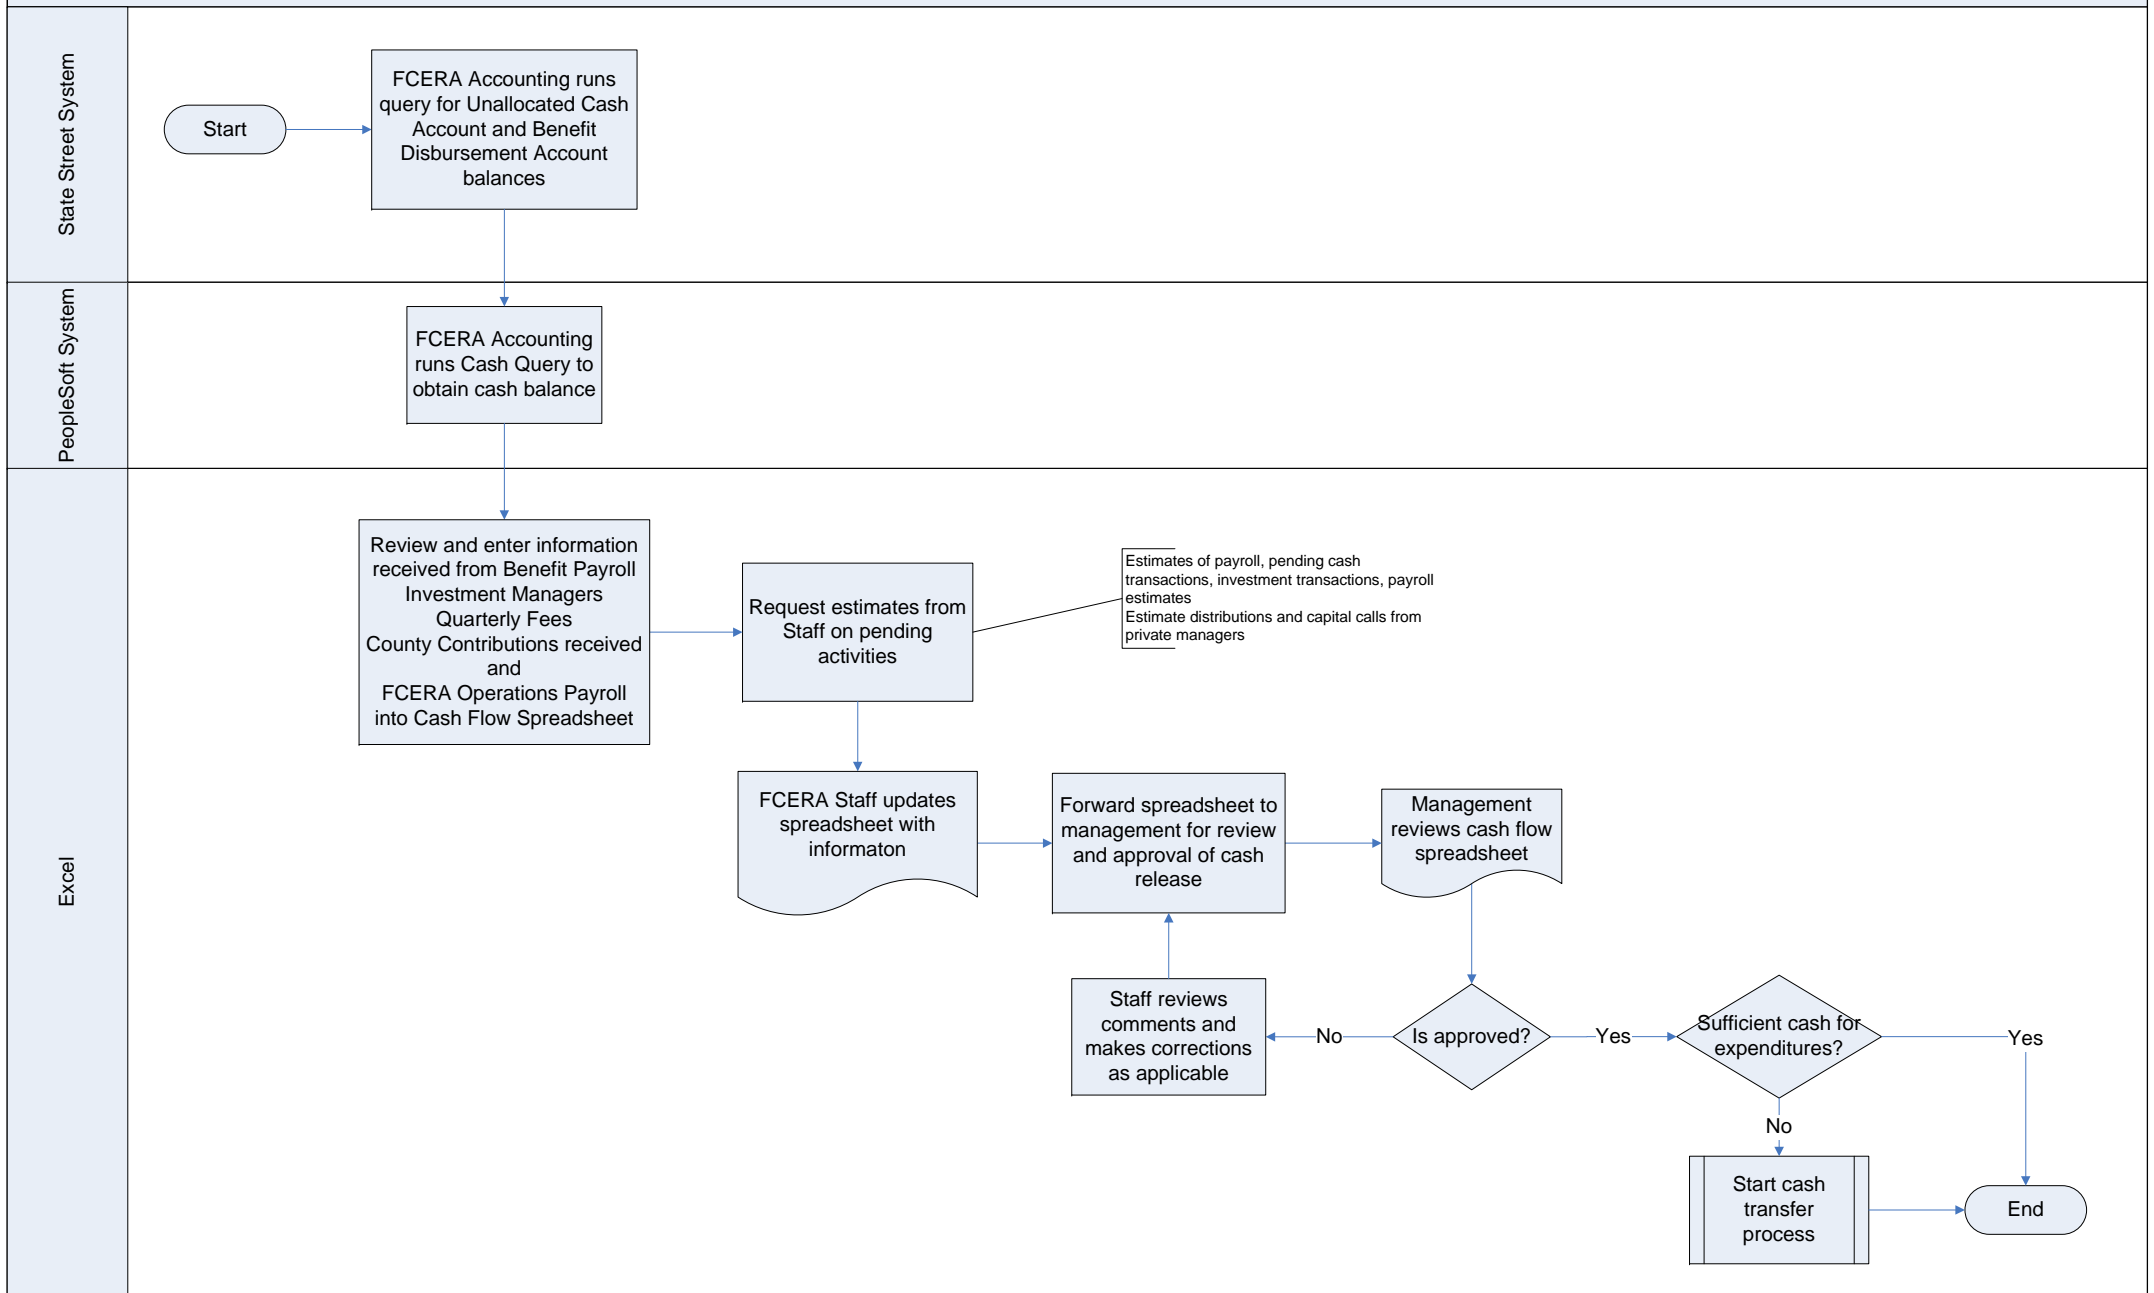 State Street System
Start
FCERA Accounting runs
query for Unallocated Cash
Account and Benefit
Disbursement Account
balances
PeopleSoft System
FCERA Accounting
runs Cash Query to
obtain cash balance
Excel
Review and enter information
received from Benefit Payroll
Investment Managers
Quarterly Fees
County Contributions received
and
FCERA Operations Payroll
into Cash Flow Spreadsheet
Request estimates from
Staff on pending
activities
Estimates of payroll, pending cash
transactions, investment transactions, payroll
estimates
Estimate distributions and capital calls from
private managers
FCERA Staff updates
spreadsheet with
informaton
Forward spreadsheet to
management for review
and approval of cash
release
Management
reviews cash flow
spreadsheet
Staff reviews
comments and
makes corrections
as applicable
No
Is approved?
Yes
Sufficient cash for
expenditures?
Yes
No
Start cash
transfer
process
End